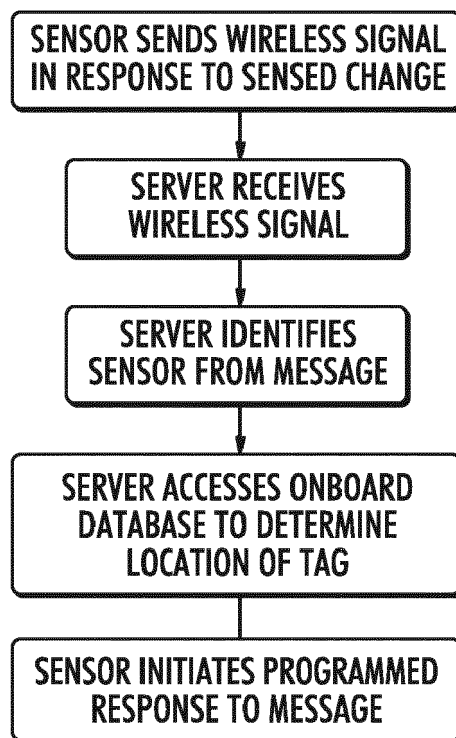 SENSOR SENDS WIRELESS SIGNAL
IN RESPONSE TO SENSED CHANGE
SERVER RECEIVES
WIRELESS SIGNAL
SERVER IDENTIFIES
SENSOR FROM MESSAGE
SERVER ACCESSES ONBOARD
DATABASE TO DETERMINE
LOCATION OF TAG
SENSOR INITIATES PROGRAMMED
RESPONSE TO MESSAGE